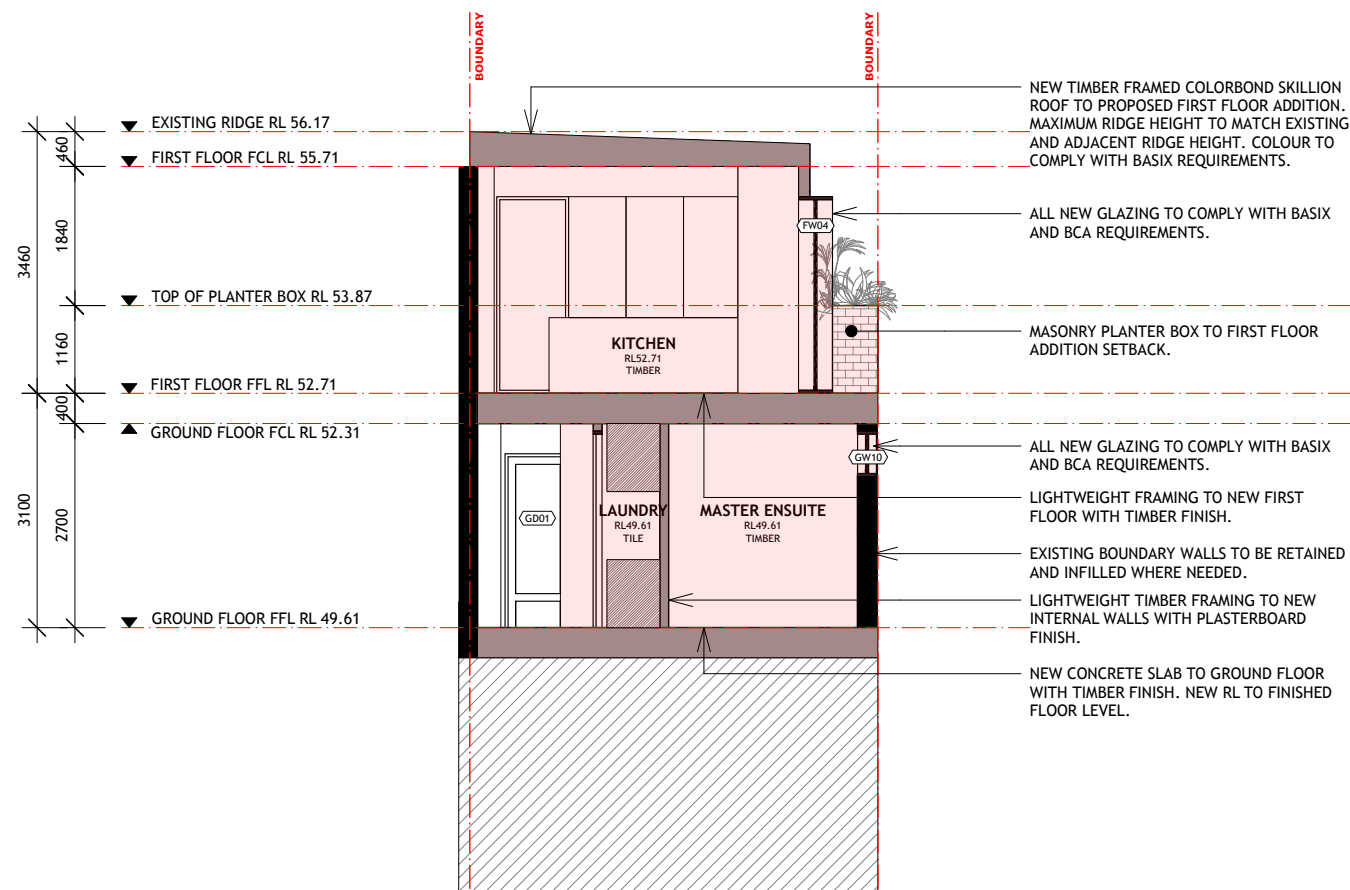 BOUNDARY
BOUNDARY
EXISTING RIDGE RL 56.17
FIRST FLOOR FCL RL 55.71
TOP OF PLANTER BOX RL 53.87
FIRST FLOOR FFL RL 52.71
GROUND FLOOR FCL RL 52.31
GROUND FLOOR FFL RL 49.61
3460
3100
460
1840
1160
400
2700
FW04
KITCHEN
RL52.71
TIMBER
GD01
LAUNDRY
RL49.61
TILE
MASTER ENSUITE
RL49.61
TIMBER
GW10
NEW TIMBER FRAMED COLORBOND SKILLION
ROOF TO PROPOSED FIRST FLOOR ADDITION.
MAXIMUM RIDGE HEIGHT TO MATCH EXISTING
AND ADJACENT RIDGE HEIGHT. COLOUR TO
COMPLY WITH BASIX REQUIREMENTS.
ALL NEW GLAZING TO COMPLY WITH BASIX
AND BCA REQUIREMENTS.
MASONRY PLANTER BOX TO FIRST FLOOR
ADDITION SETBACK.
ALL NEW GLAZING TO COMPLY WITH BASIX
AND BCA REQUIREMENTS.
LIGHTWEIGHT FRAMING TO NEW FIRST
FLOOR WITH TIMBER FINISH.
EXISTING BOUNDARY WALLS TO BE RETAINED
AND INFILLED WHERE NEEDED.
LIGHTWEIGHT TIMBER FRAMING TO NEW
INTERNAL WALLS WITH PLASTERBOARD
FINISH.
NEW CONCRETE SLAB TO GROUND FLOOR
WITH TIMBER FINISH. NEW RL TO FINISHED
FLOOR LEVEL.